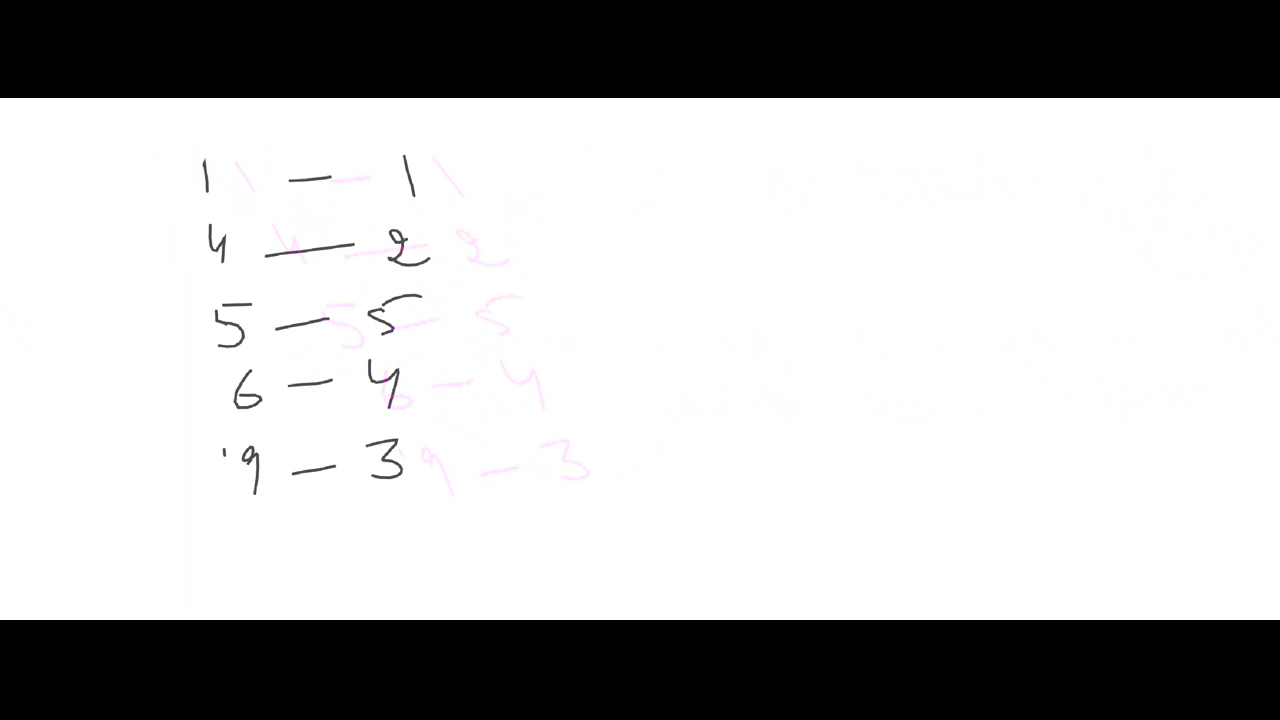 1 — 1
4 — 2
5 — 5
6 — 4
9 — 3